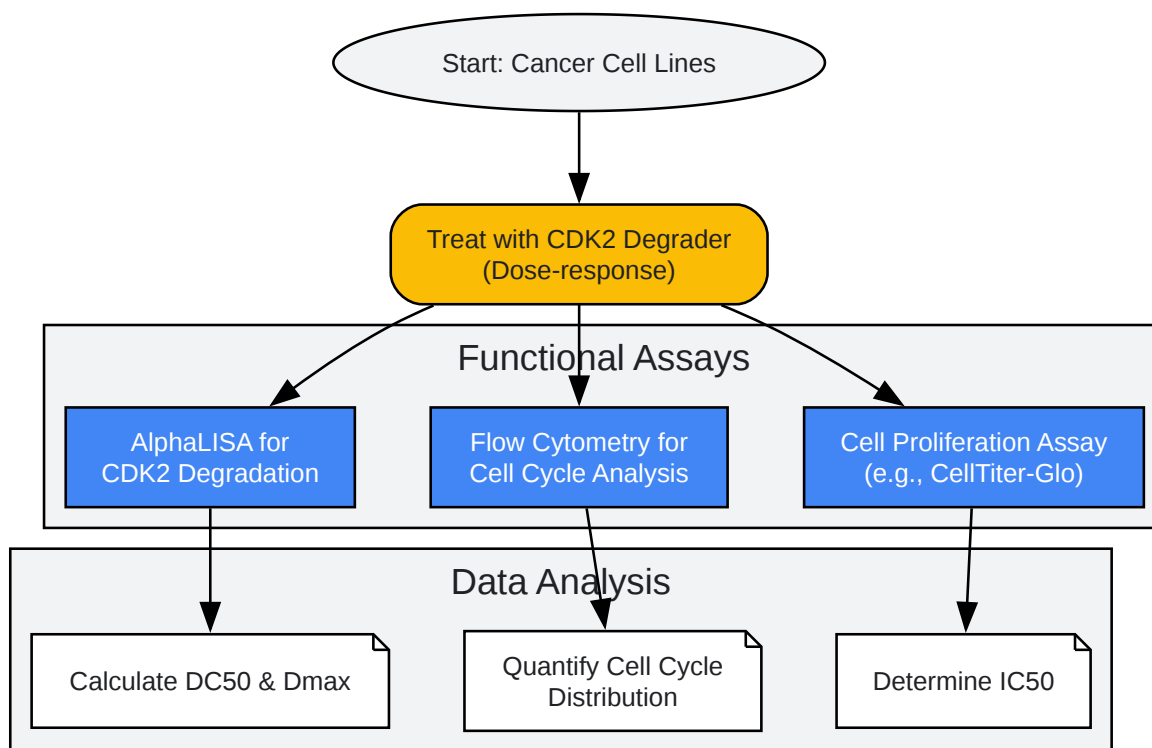 Start: Cancer Cell Lines
Treat with CDK2 Degrader
(Dose-response)
Functional Assays
AlphaLISA for
CDK2 Degradation
Flow Cytometry for
Cell Cycle Analysis
Cell Proliferation Assay
(e.g., CellTiter-Glo)
Data Analysis
Calculate DC50 & Dmax
Quantify Cell Cycle
Distribution
Determine IC50